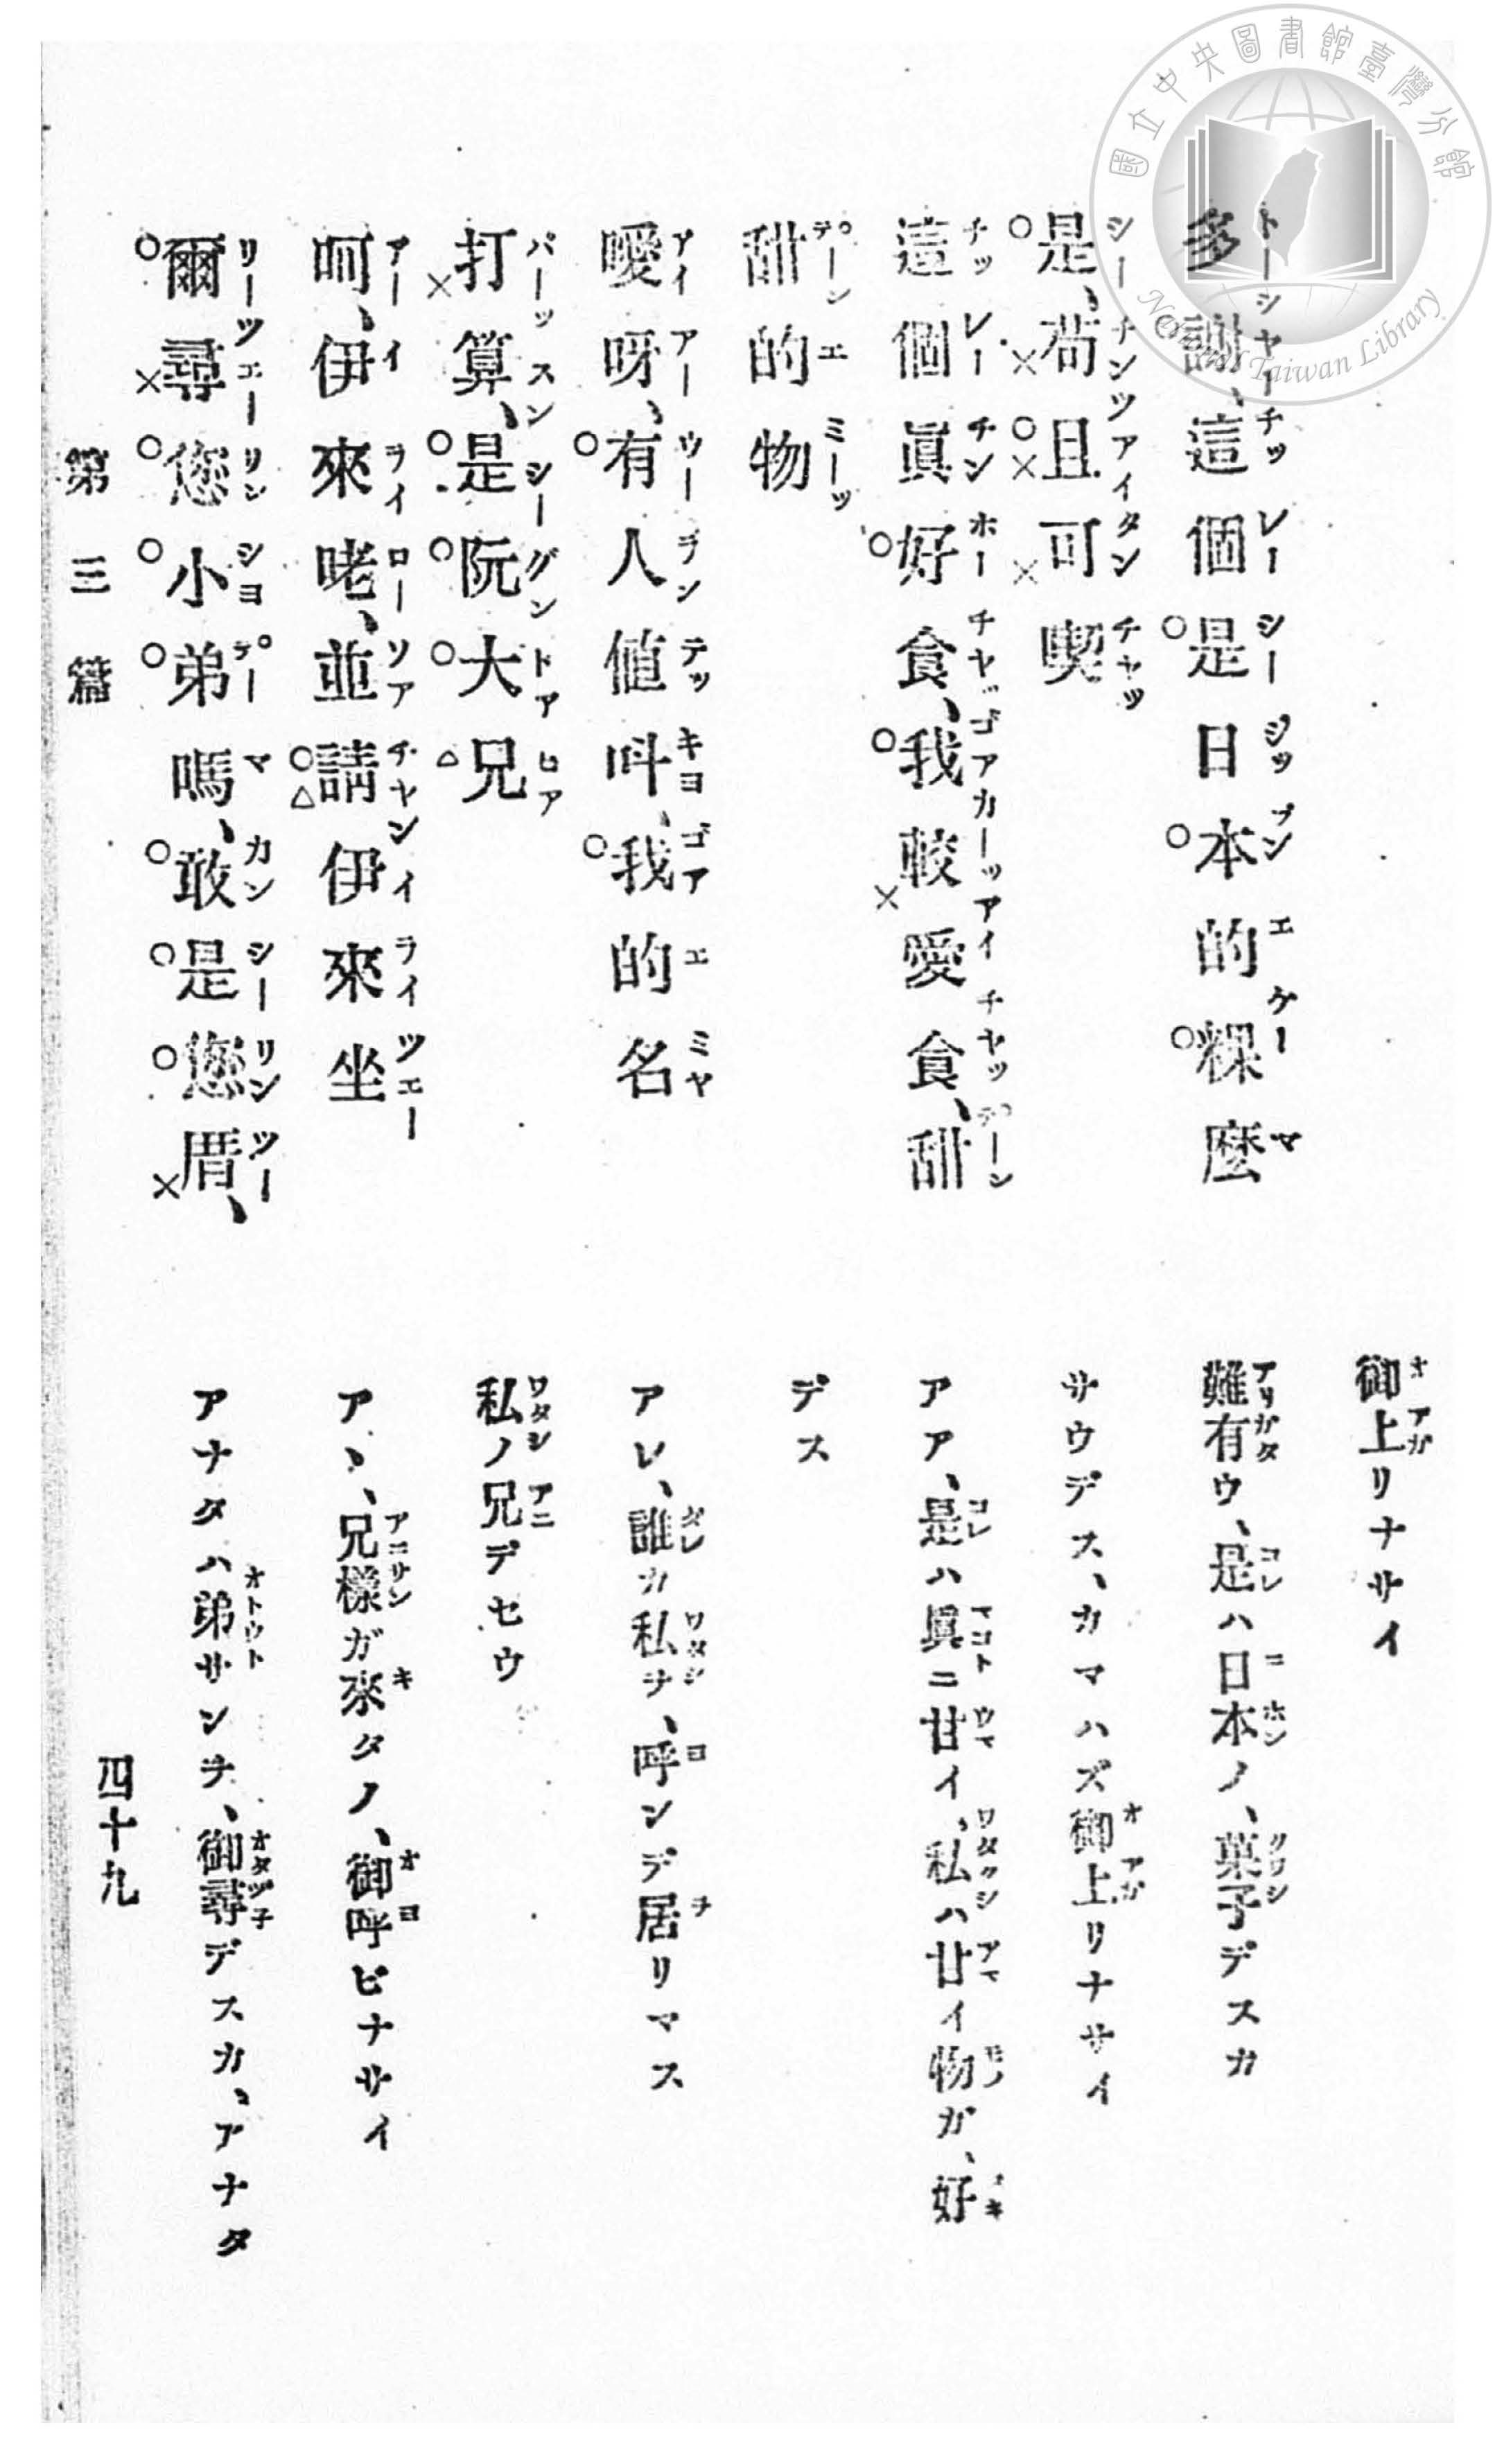 國立中央圖書館臺灣分館
National Taiwan Library
御上リナサイ
多謝、這個是日本的粿麼
難有ウ、是ハ日本ノ、菓子デスカ
是、苟且可喫
サウデス、カマハズ御上リナサイ
這個眞好食、我較愛食、甜
アア、是ハ眞ニ甘イ、私ハ甘イ物ガ、好
甜的物
デス
噯呀、有人値呌、我的名
アレ、誰カ私ヲ、呼ンデ居リマス
打算、是阮大兄
私ノ兄デセウ
呵、伊來咾、並請伊來坐
アヽ、兄樣ガ來タノ、御呼ビナサイ
爾尋您小弟嗎、敢是您厝、
アナタハ弟サンヲ、御尋デスカ、アナタ
第三篇
四十九